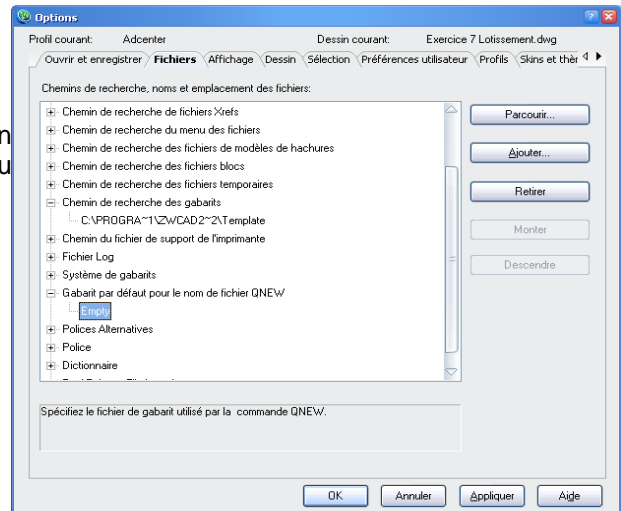 Options
Profil courant: Adcenter Dessin courant: Exercice 7 Lotissement.dwg
Ouvrir et enregistrer Fichiers Affichage Dessin Sélection Préférences utilisateur Profils Skins et thèr
Chemins de recherche, noms et emplacement des fichiers:
Chemin de recherche de fichiers Xrefs
Chemin de recherche du menu des fichiers
Chemin de recherche des fichiers de modèles de hachures
Chemin de recherche des fichiers blocs
Chemin de recherche des fichiers temporaires
Chemin de recherche des gabarits
C:\PROGRA~1\ZWCAD2~2\Template
Chemin du fichier de support de l'imprimante
Fichier Log
Système de gabarits
Gabarit par défaut pour le nom de fichier QNEW
Empty
Polices Alternatives
Police
Dictionnaire
Parcourir...
Ajouter...
Retirer
Monter
Descendre
n
u
Spécifiez le fichier de gabarit utilisé par la commande QNEW.
OK Annuler Appliquer Aide